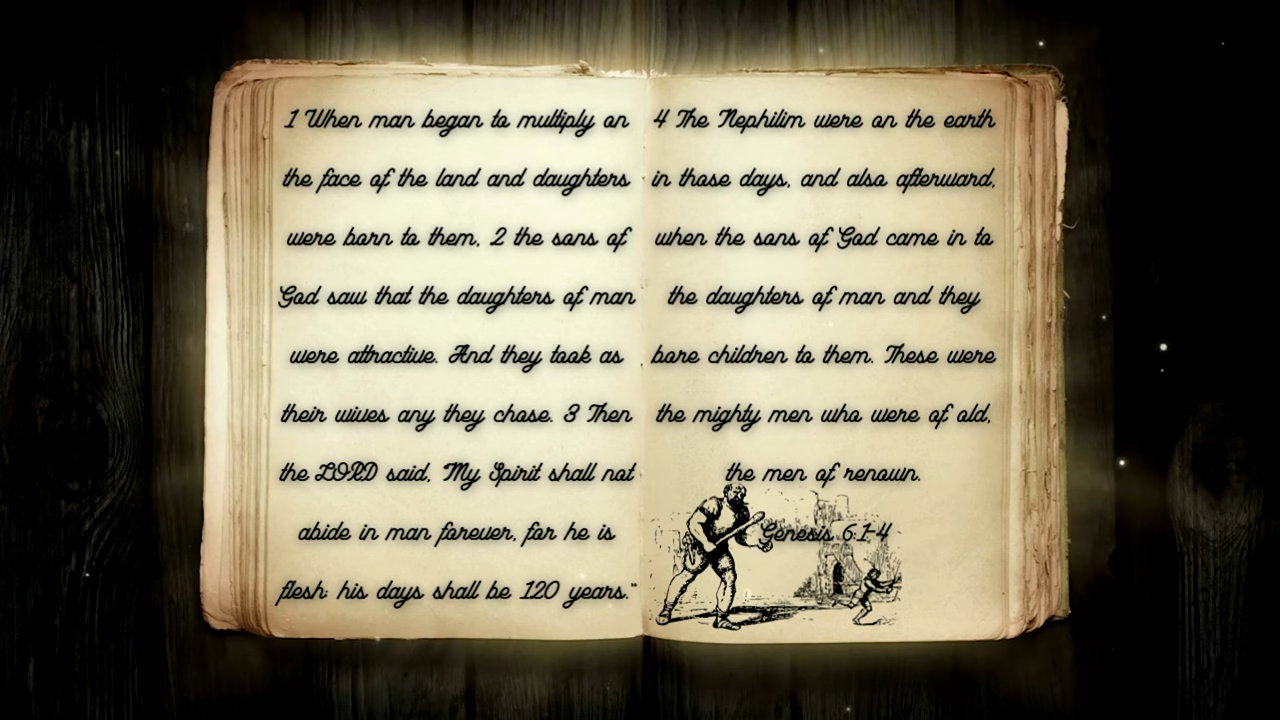 1 When man began to multiply on
the face of the land and daughters
were born to them, 2 the sons of
God saw that the daughters of man
were attractive. And they took as
their wives any they chose. 3 Then
the LORD said, "My Spirit shall not
abide in man forever, for he is
flesh: his days shall be 120 years."
4 The Nephilim were on the earth
in those days, and also afterward,
when the sons of God came in to
the daughters of man and they
bore children to them. These were
the mighty men who were of old,
the men of renown.
Genesis 6:1-4